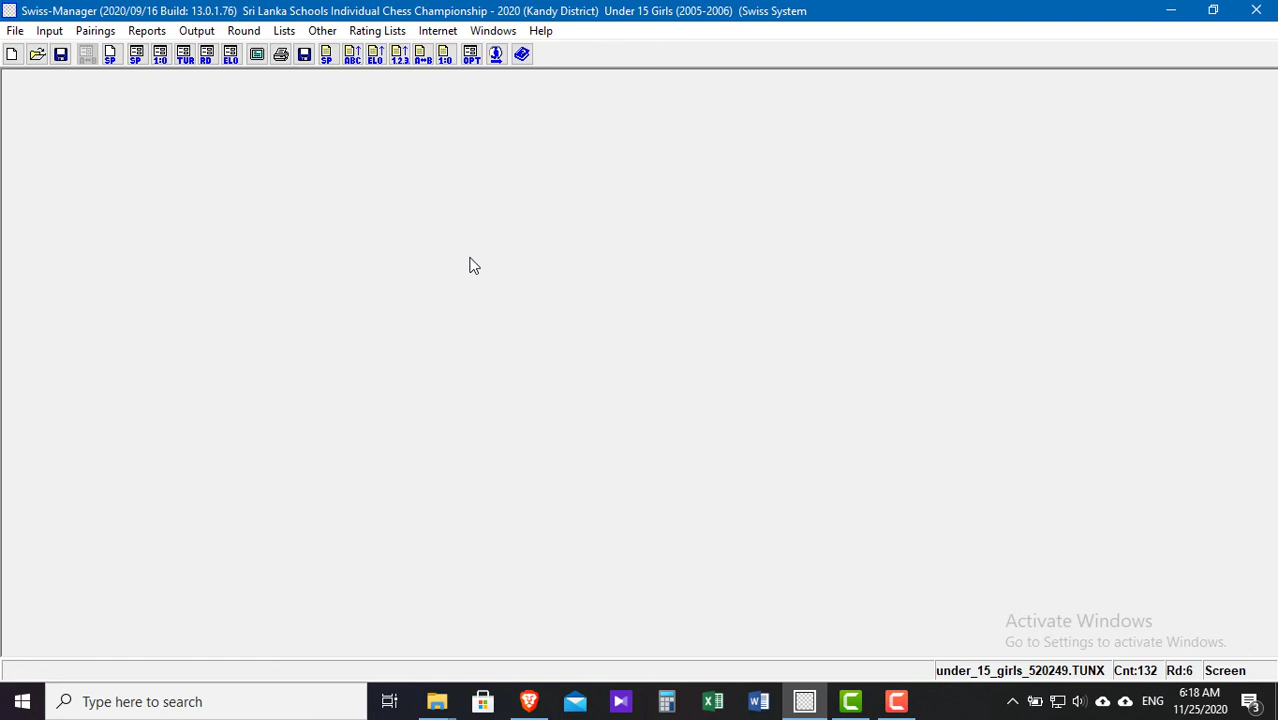 Swiss-Manager (2020/09/16 Build: 13.0.1.76) Sri Lanka Schools Individual Chess Championship - 2020 (Kandy District) Under 15 Girls (2005-2006) (Swiss System
File Input Pairings Reports Output Round Lists Other Rating Lists Internet Windows Help
A↔B SP SP 1:0 TUR RD ELO SP ABC ELO 1.2.3. A↔B 1:0 OPT
Activate Windows
Go to Settings to activate Windows.
under_15_girls_520249.TUNX Cnt:132 Rd:6 Screen
Type here to search
ENG
6:18 AM
11/25/2020
3